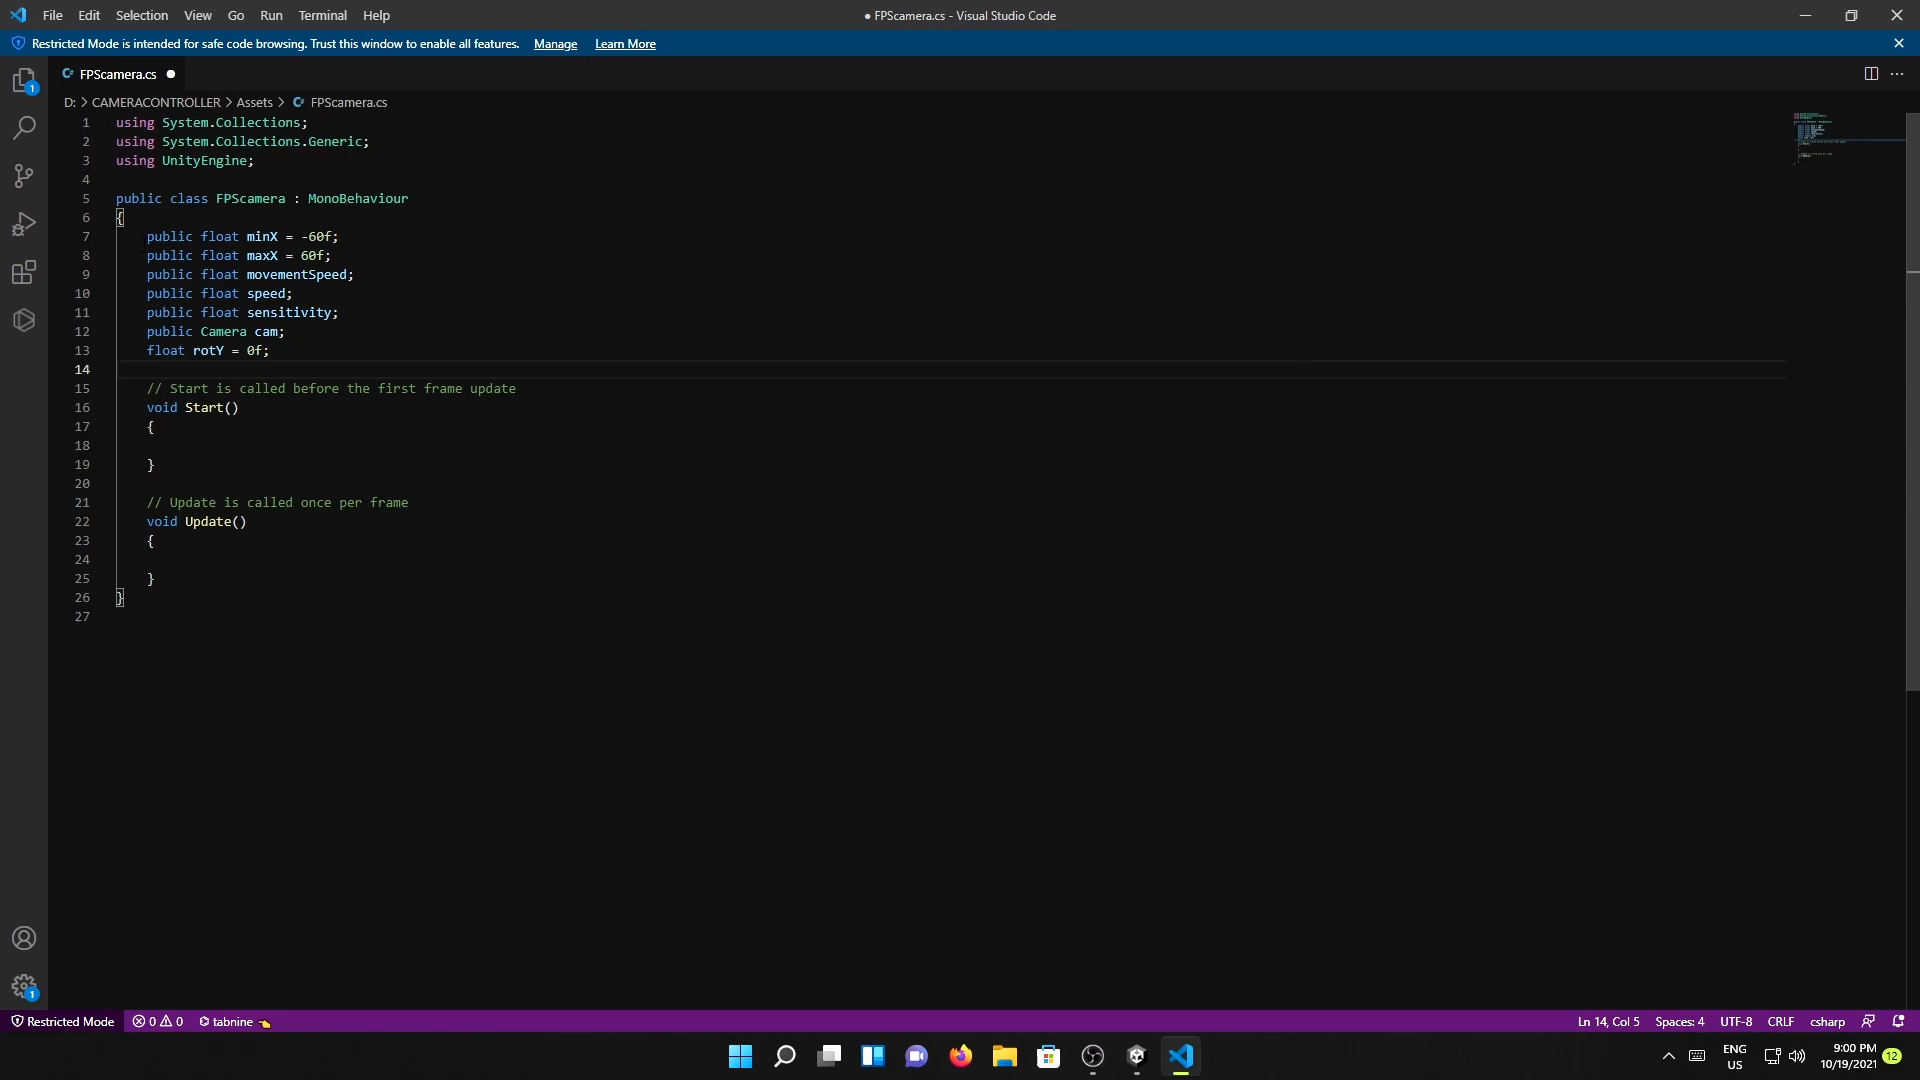 File Edit Selection View Go Run Terminal Help ● FPScamera.cs - Visual Studio Code
Restricted Mode is intended for safe code browsing. Trust this window to enable all features. Manage Learn More
1
C# FPScamera.cs ●
D: > CAMERACONTROLLER > Assets > C# FPScamera.cs
1 using System.Collections;
2 using System.Collections.Generic;
3 using UnityEngine;
4
5 public class FPScamera : MonoBehaviour
6 {
7 public float minX = -60f;
8 public float maxX = 60f;
9 public float movementSpeed;
10 public float speed;
11 public float sensitivity;
12 public Camera cam;
13 float rotY = 0f;
14
15 // Start is called before the first frame update
16 void Start()
17 {
18
19 }
20
21 // Update is called once per frame
22 void Update()
23 {
24
25 }
26 }
27
1
Restricted Mode 0 0 tabnine Ln 14, Col 5 Spaces: 4 UTF-8 CRLF csharp
ENG 9:00 PM
US 10/19/2021 12